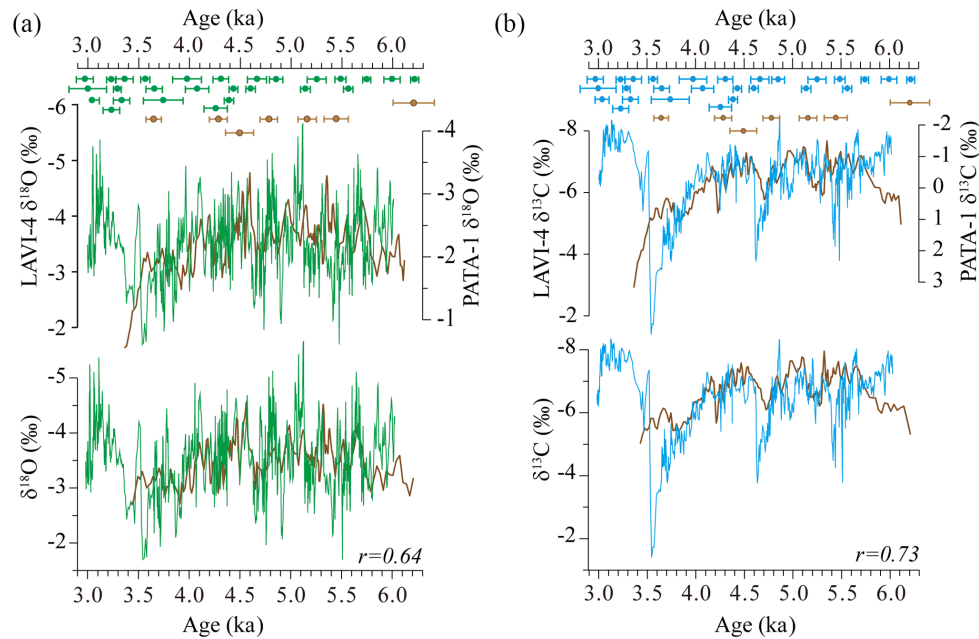 (a)
Age (ka)
3.0 3.5 4.0 4.5 5.0 5.5 6.0
-6
-5
-4
-3
-2
LAVI-4 δ18O (‰)
-4
-3
-2
-1
PATA-1 δ18O (‰)
-5
-4
-3
-2
δ18O (‰)
r=0.64
3.0 3.5 4.0 4.5 5.0 5.5 6.0
Age (ka)
(b)
Age (ka)
3.0 3.5 4.0 4.5 5.0 5.5 6.0
-8
-6
-4
-2
LAVI-4 δ13C (‰)
-2
-1
0
1
2
3
PATA-1 δ13C (‰)
-8
-6
-4
-2
δ13C (‰)
r=0.73
3.0 3.5 4.0 4.5 5.0 5.5 6.0
Age (ka)